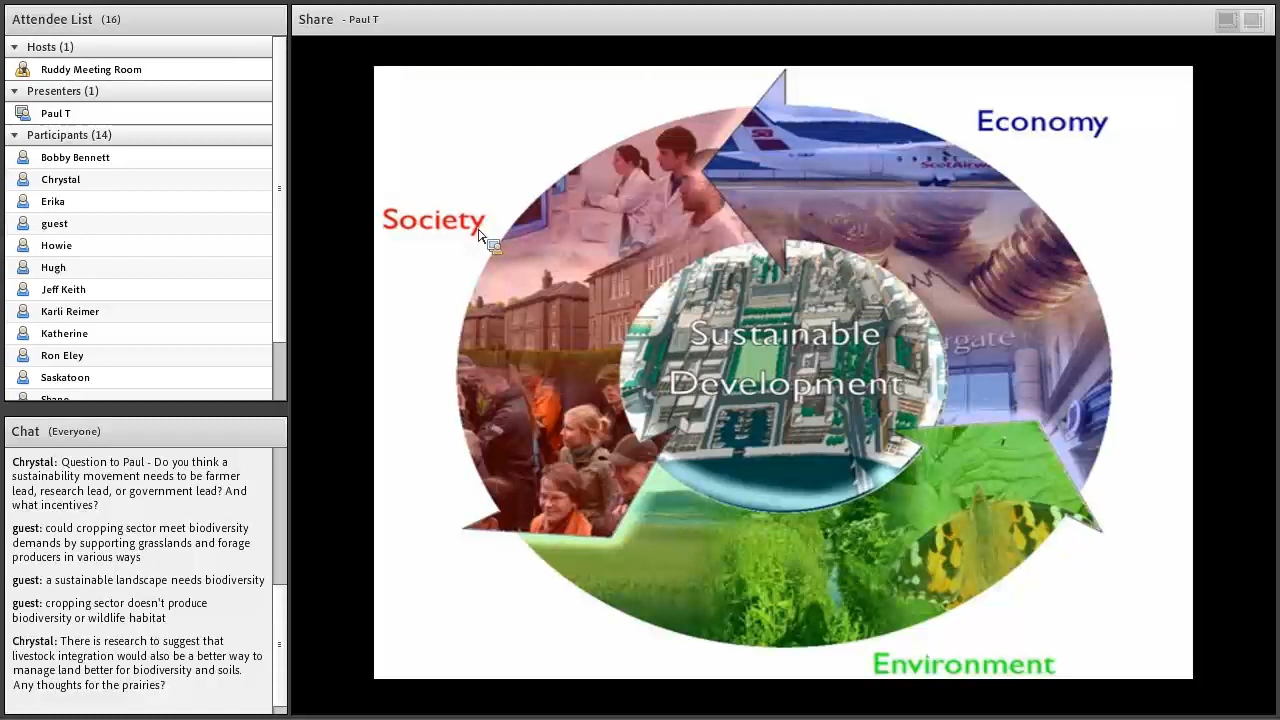 Attendee List (16)
Hosts (1)
Ruddy Meeting Room
Presenters (1)
Paul T
Participants (14)
Bobby Bennett
Chrystal
Erika
guest
Howie
Hugh
Jeff Keith
Karli Reimer
Katherine
Ron Eley
Saskatoon
Shane
Chat (Everyone)
Chrystal: Question to Paul - Do you think a
sustainability movement needs to be farmer
lead, research lead, or government lead? And
what incentives?
guest: could cropping sector meet biodiversity
demands by supporting grasslands and forage
producers in various ways
guest: a sustainable landscape needs biodiversity
guest: cropping sector doesn't produce
biodiversity or wildlife habitat
Chrystal: There is research to suggest that
livestock integration would also be a better way to
manage land better for biodiversity and sus.
Any thoughts for the prairies?
Share - Paul T
Economy
ScotAirw
Society
Sustainable
Development
Environment